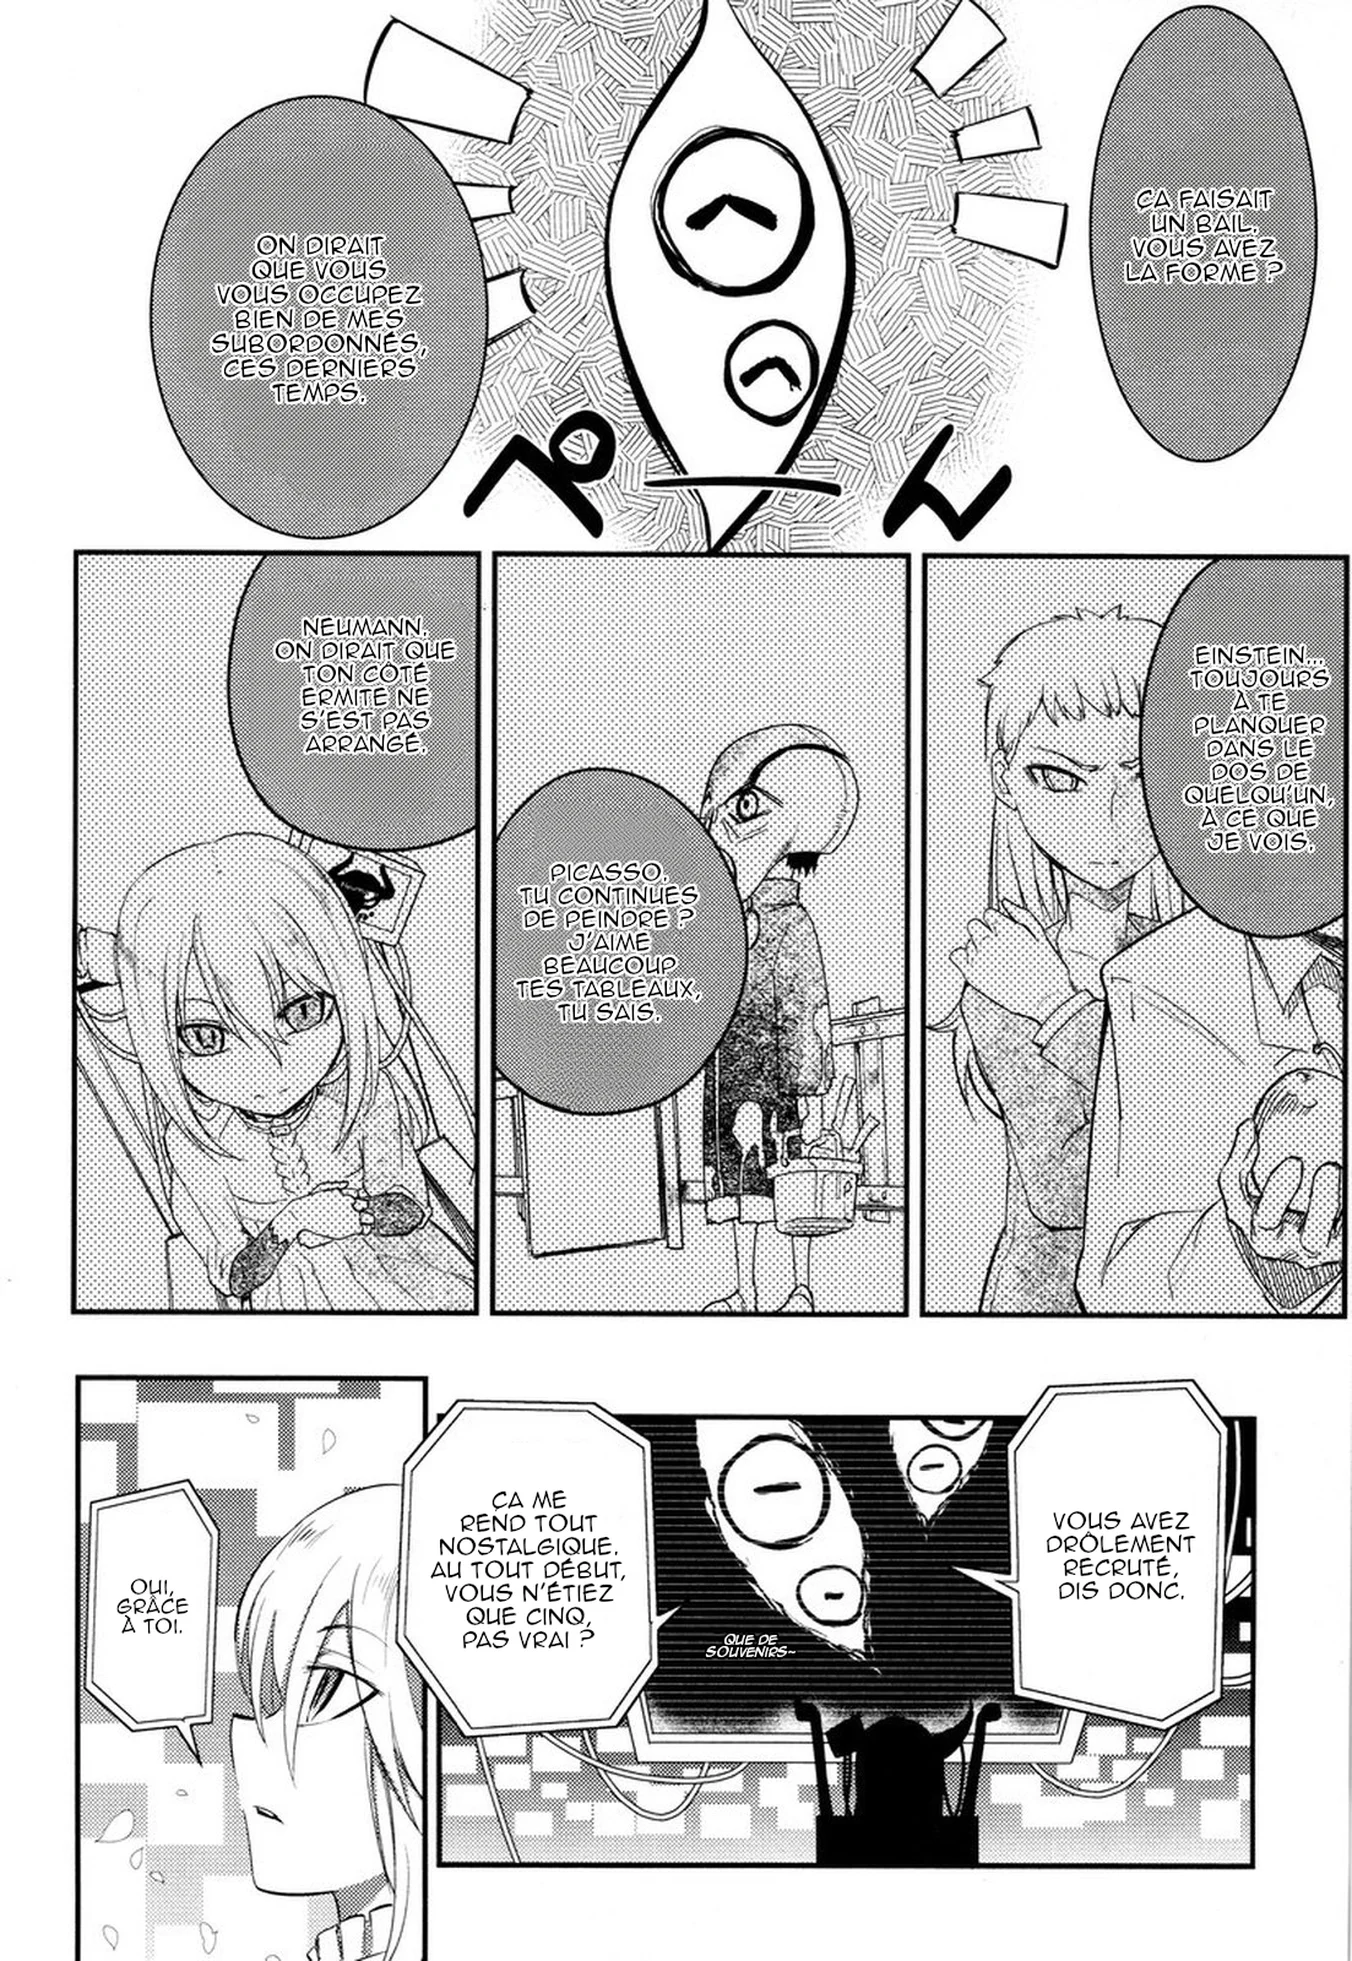 ÇA FAISAIT
UN BAIL.
VOUS AVEZ
LA FORME ?
ON DIRAIT
QUE VOUS
VOUS OCCUPEZ
BIEN DE MES
SUBORDONNÉS,
CES DERNIERS
TEMPS.
ペーん
EINSTEIN...
TOUJOURS
À TE
PLANQUER
DANS LE
DOS DE
QUELQU'UN,
À CE QUE
JE VOIS.
PICASSO.
TU CONTINUES
DE PEINDRE ?
J'AIME
BEAUCOUP
TES TABLEAUX,
TU SAIS.
NEUMANN.
ON DIRAIT QUE
TON CÔTÉ
ERMITE NE
S'EST PAS
ARRANGÉ.
VOUS AVEZ
DRÔLEMENT
RECRUTÉ,
DIS DONC.
ÇA ME
REND TOUT
NOSTALGIQUE.
AU TOUT DÉBUT,
VOUS N'ÉTIEZ
QUE CINQ,
PAS VRAI ?
QUE DE
SOUVENIRS~
OUI,
GRÂCE
À TOI.